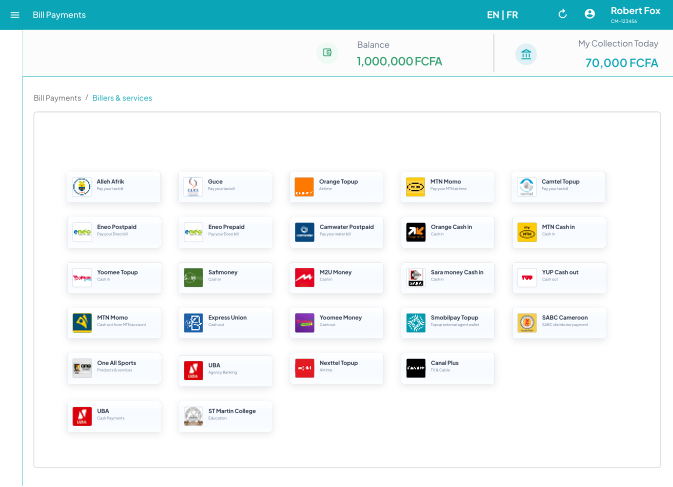 Bill Payments
EN | FR
Robert Fox
CM-123456
Balance
1,000,000 FCFA
My Collection Today
70,000 FCFA
Bill Payments / Billers & services
Alleh Afrik
Pay your taxbill
Guce
Pay your taxbill
Orange Topup
Airtime
MTN Momo
Pay your MTN airtime
Camtel Topup
Pay your taxbill
Eneo Postpaid
Pay your Eneo bill
Eneo Prepaid
Pay your Eneo bill
Camwater Postpaid
Pay your water bill
Orange Cash in
Cash in
MTN Cash in
Cash in
Yoomee Topup
Cash in
Safimoney
Cash in
M2U Money
Cash in
Sara money Cash in
Cash in
YUP Cash out
Cash in
MTN Momo
Cash out from MTN account
Express Union
Cash out
Yoomee Money
Cash out
Smobilpay Topup
Topup external agent wallet
SABC Cameroon
SABC distributor payment
One All Sports
Products & services
UBA
Agency Banking
Nexttel Topup
Airtime
Canal Plus
TV & Cable
UBA
Cash Payments
ST Martin College
Education